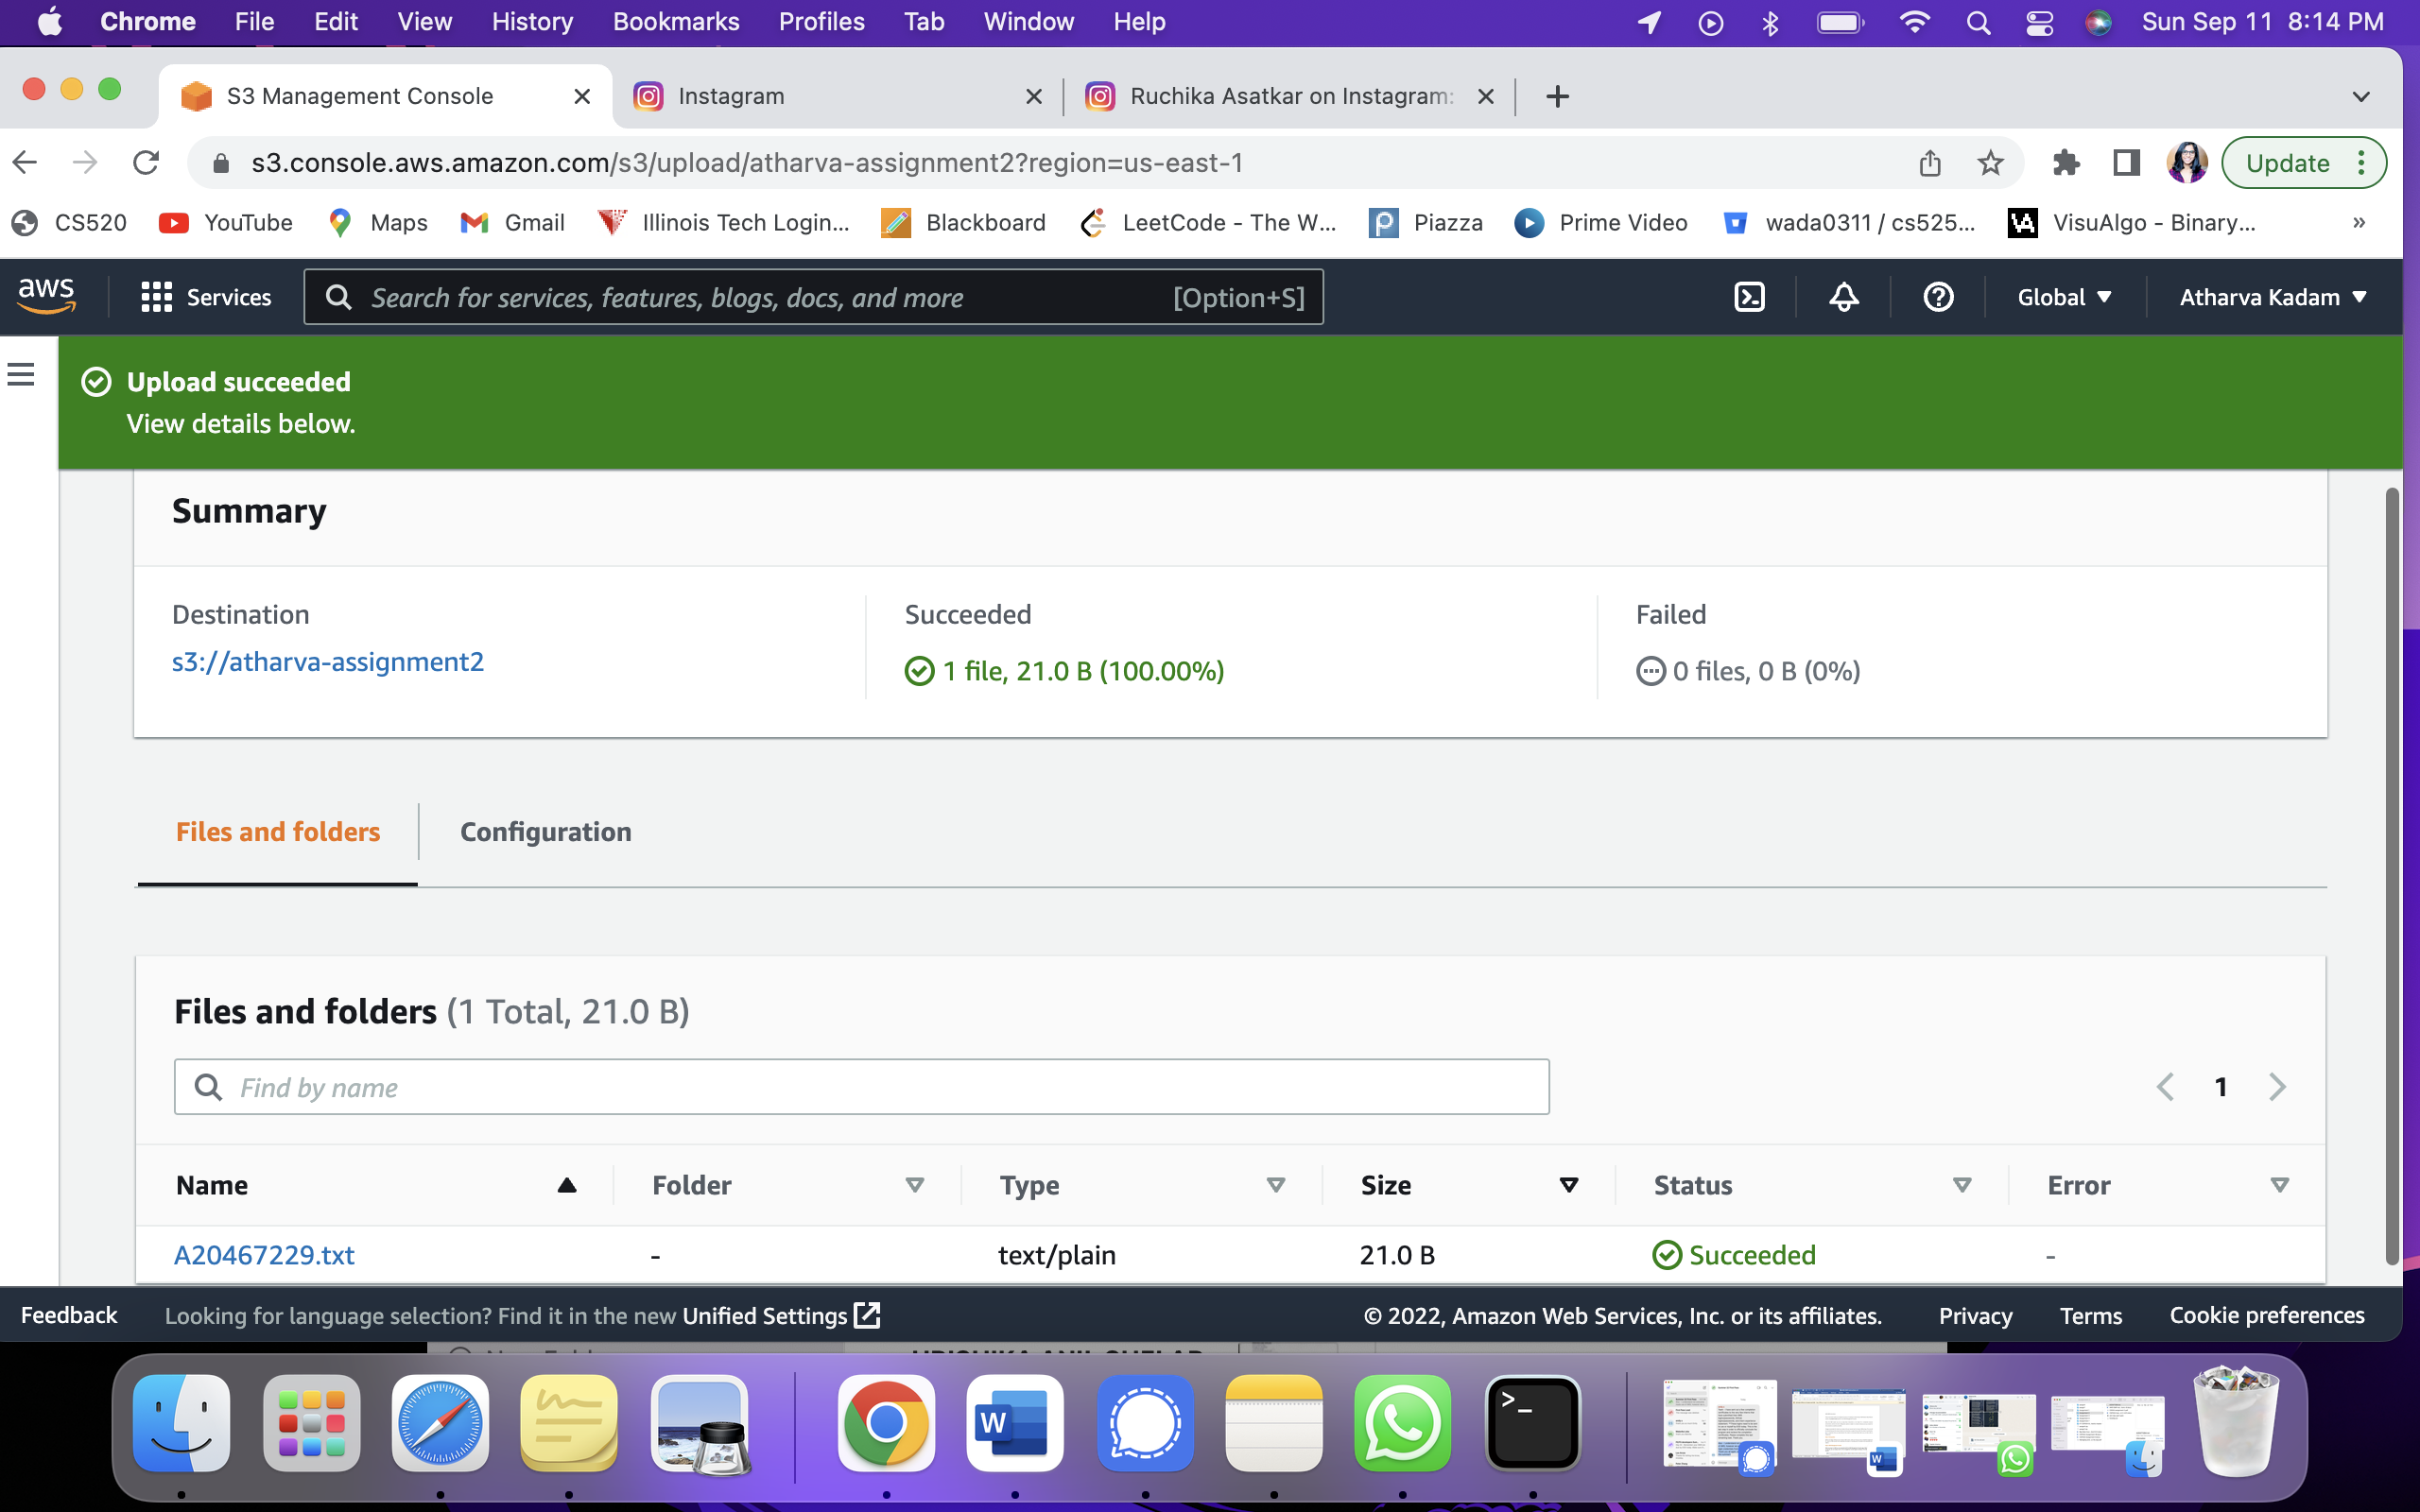 Chrome File Edit View History Bookmarks Profiles Tab Window Help Sun Sep 11 8:14 PM
S3 Management Console Instagram Ruchika Asatkar on Instagram:
s3.console.aws.amazon.com/s3/upload/atharva-assignment2?region=us-east-1 Update
CS520 YouTube Maps Gmail Illinois Tech Login... Blackboard LeetCode - The W... Piazza Prime Video wada0311 / cs525... VisuAlgo - Binary... »
aws Services Search for services, features, blogs, docs, and more [Option+S] Global Atharva Kadam
Upload succeeded
View details below.
Summary
Destination Succeeded Failed
s3://atharva-assignment2 1 file, 21.0 B (100.00%) 0 files, 0 B (0%)
Files and folders Configuration
Files and folders (1 Total, 21.0 B)
Find by name 1
Name Folder Type Size Status Error
A20467229.txt - text/plain 21.0 B Succeeded -
Feedback Looking for language selection? Find it in the new Unified Settings © 2022, Amazon Web Services, Inc. or its affiliates. Privacy Terms Cookie preferences
W >_ W